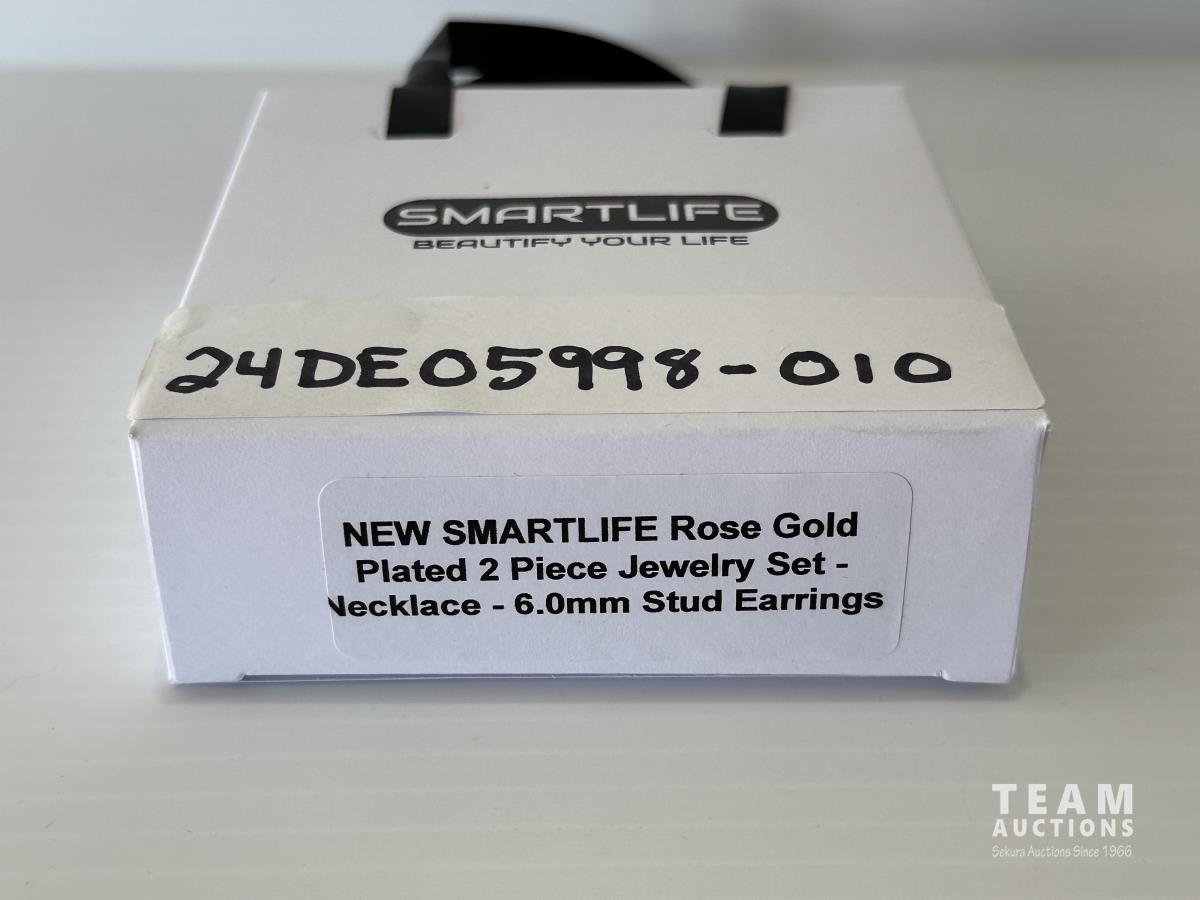 SMARTLIFE
BEAUTIFY YOUR LIFE
24DE05998-010
NEW SMARTLIFE Rose Gold
Plated 2 Piece Jewelry Set -
Necklace - 6.0mm Stud Earrings
TEAM
AUCTIONS
Sekura Auctions Since 1966